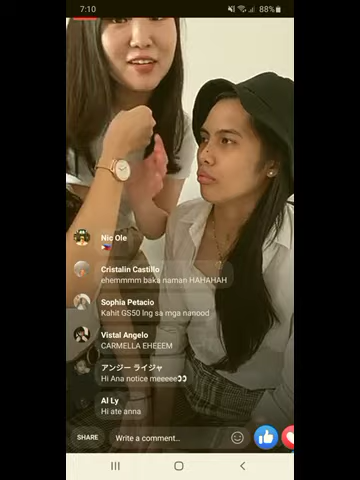 7:10
88%
Nic Ole
🇵🇭
Cristalin Castillo
ehernmmm baka naman HAHAHAH
Sophia Petacio
Kahit GS50 lng sa mga nanood
Vistal Angelo
CARMELLA EHEEEM
アンジー ライジャ
Hi Ana notice meeeee👀
Al Ly
Hi ate anna
SHARE
Write a comment..